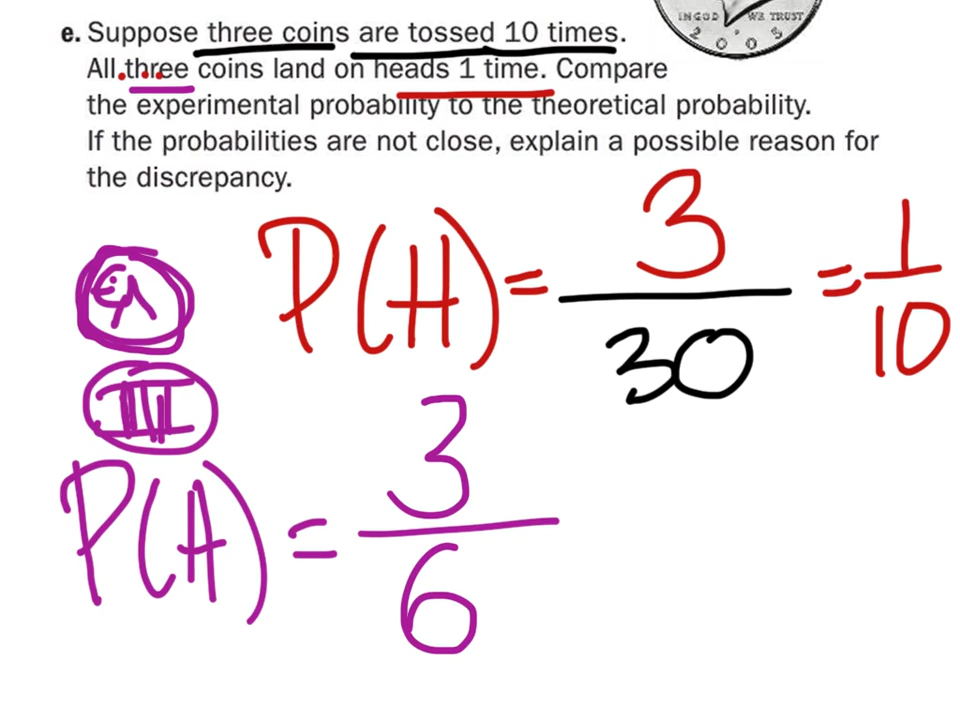 IN GOD WE TRUST
2005
e. Suppose three coins are tossed 10 times.
All three coins land on heads 1 time. Compare
the experimental probability to the theoretical probability.
If the probabilities are not close, explain a possible reason for
the discrepancy.
P(H) = 3/30 = 1/10
P(H) = 3/6